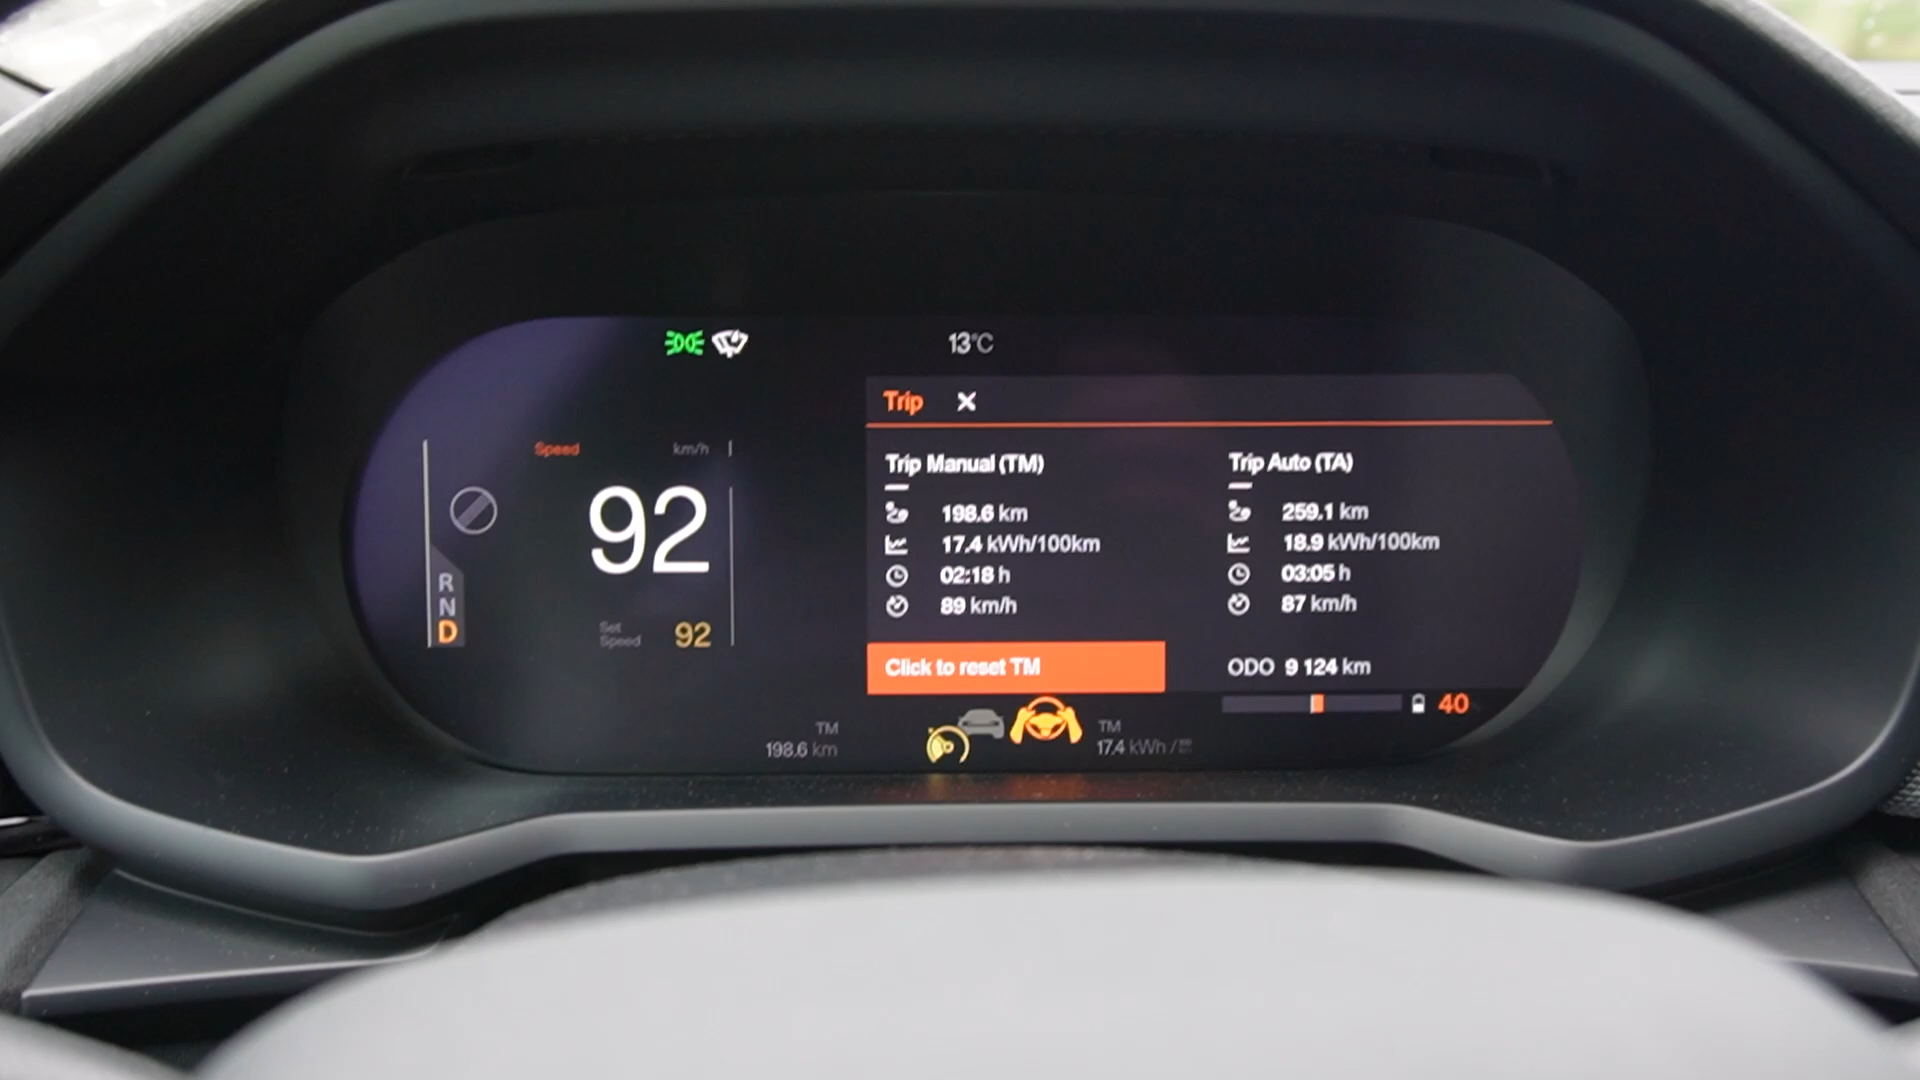 13°C
Trip
Speed km/h
92
R
N
D
Set
Speed 92
Trip Manual (TM)
198.6 km
17.4 kWh/100km
02:18 h
89 km/h
Click to reset TM
Trip Auto (TA)
259.1 km
18.9 kWh/100km
03:05 h
87 km/h
ODO 9 124 km
40
TM
198.6 km
TM
17.4 kWh /